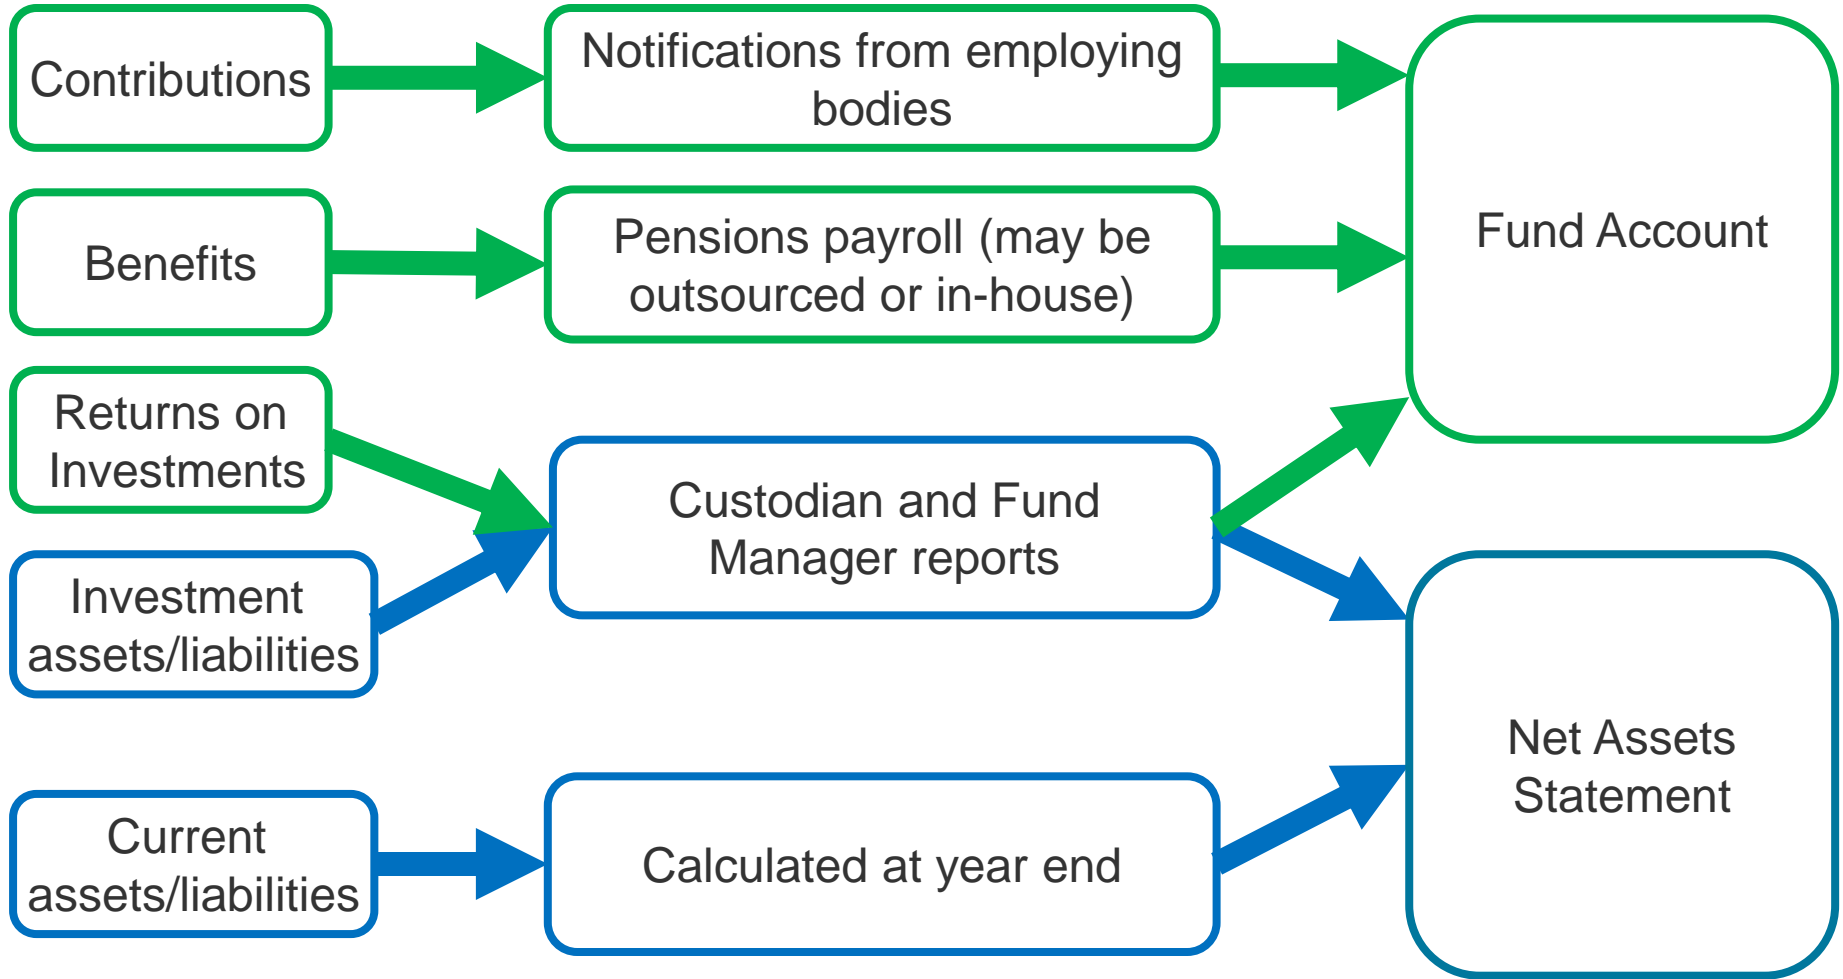 Contributions
Notifications from employing
bodies
Fund Account
Benefits
Pensions payroll (may be
outsourced or in-house)
Returns on
Investments
Custodian and Fund
Manager reports
Investment
assets/liabilities
Net Assets
Statement
Current
assets/liabilities
Calculated at year end